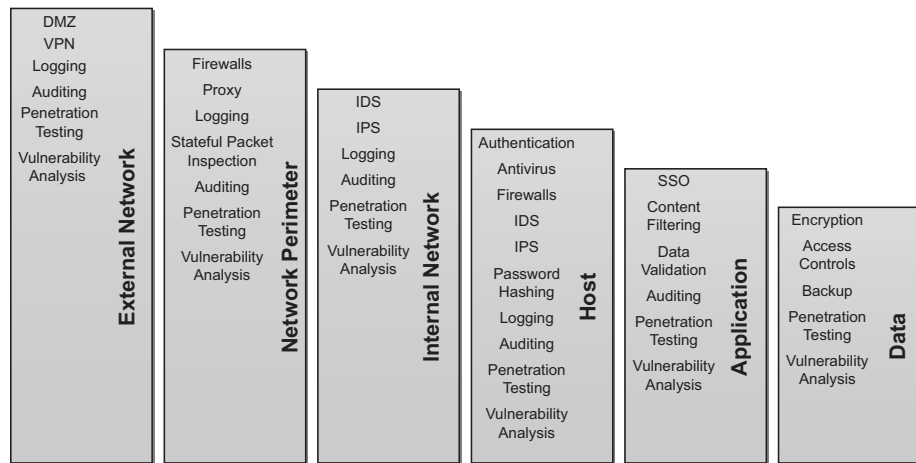 DMZ
VPN
Logging
Auditing
Penetration
Testing
Vulnerability
Analysis
External Network
Firewalls
Proxy
Logging
Stateful Packet
Inspection
Auditing
Penetration
Testing
Vulnerability
Analysis
Network Perimeter
IDS
IPS
Logging
Auditing
Penetration
Testing
Vulnerability
Analysis
Internal Network
Authentication
Antivirus
Firewalls
IDS
IPS
Password
Hashing
Logging
Auditing
Penetration
Testing
Vulnerability
Analysis
Host
SSO
Content
Filtering
Data
Validation
Auditing
Penetration
Testing
Vulnerability
Analysis
Application
Encryption
Access
Controls
Backup
Penetration
Testing
Vulnerability
Analysis
Data